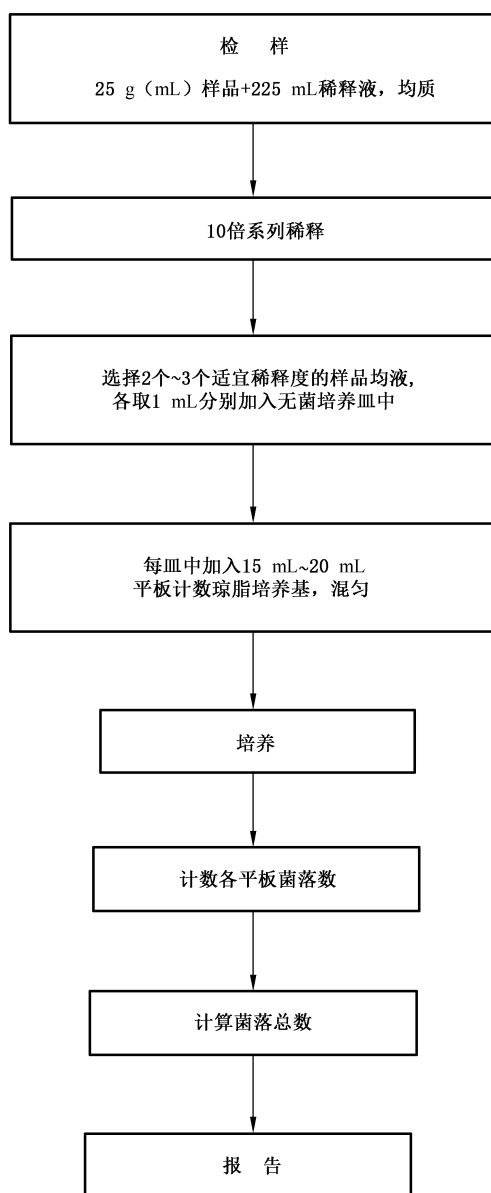 检 样
25 g（mL）样品+225 mL稀释液，均质
10倍系列稀释
选择2个~3个适宜稀释度的样品均液，
各取1 mL分别加入无菌培养皿中
每皿中加入15 mL~20 mL
平板计数琼脂培养基，混匀
培养
计数各平板菌落数
计算菌落总数
报 告